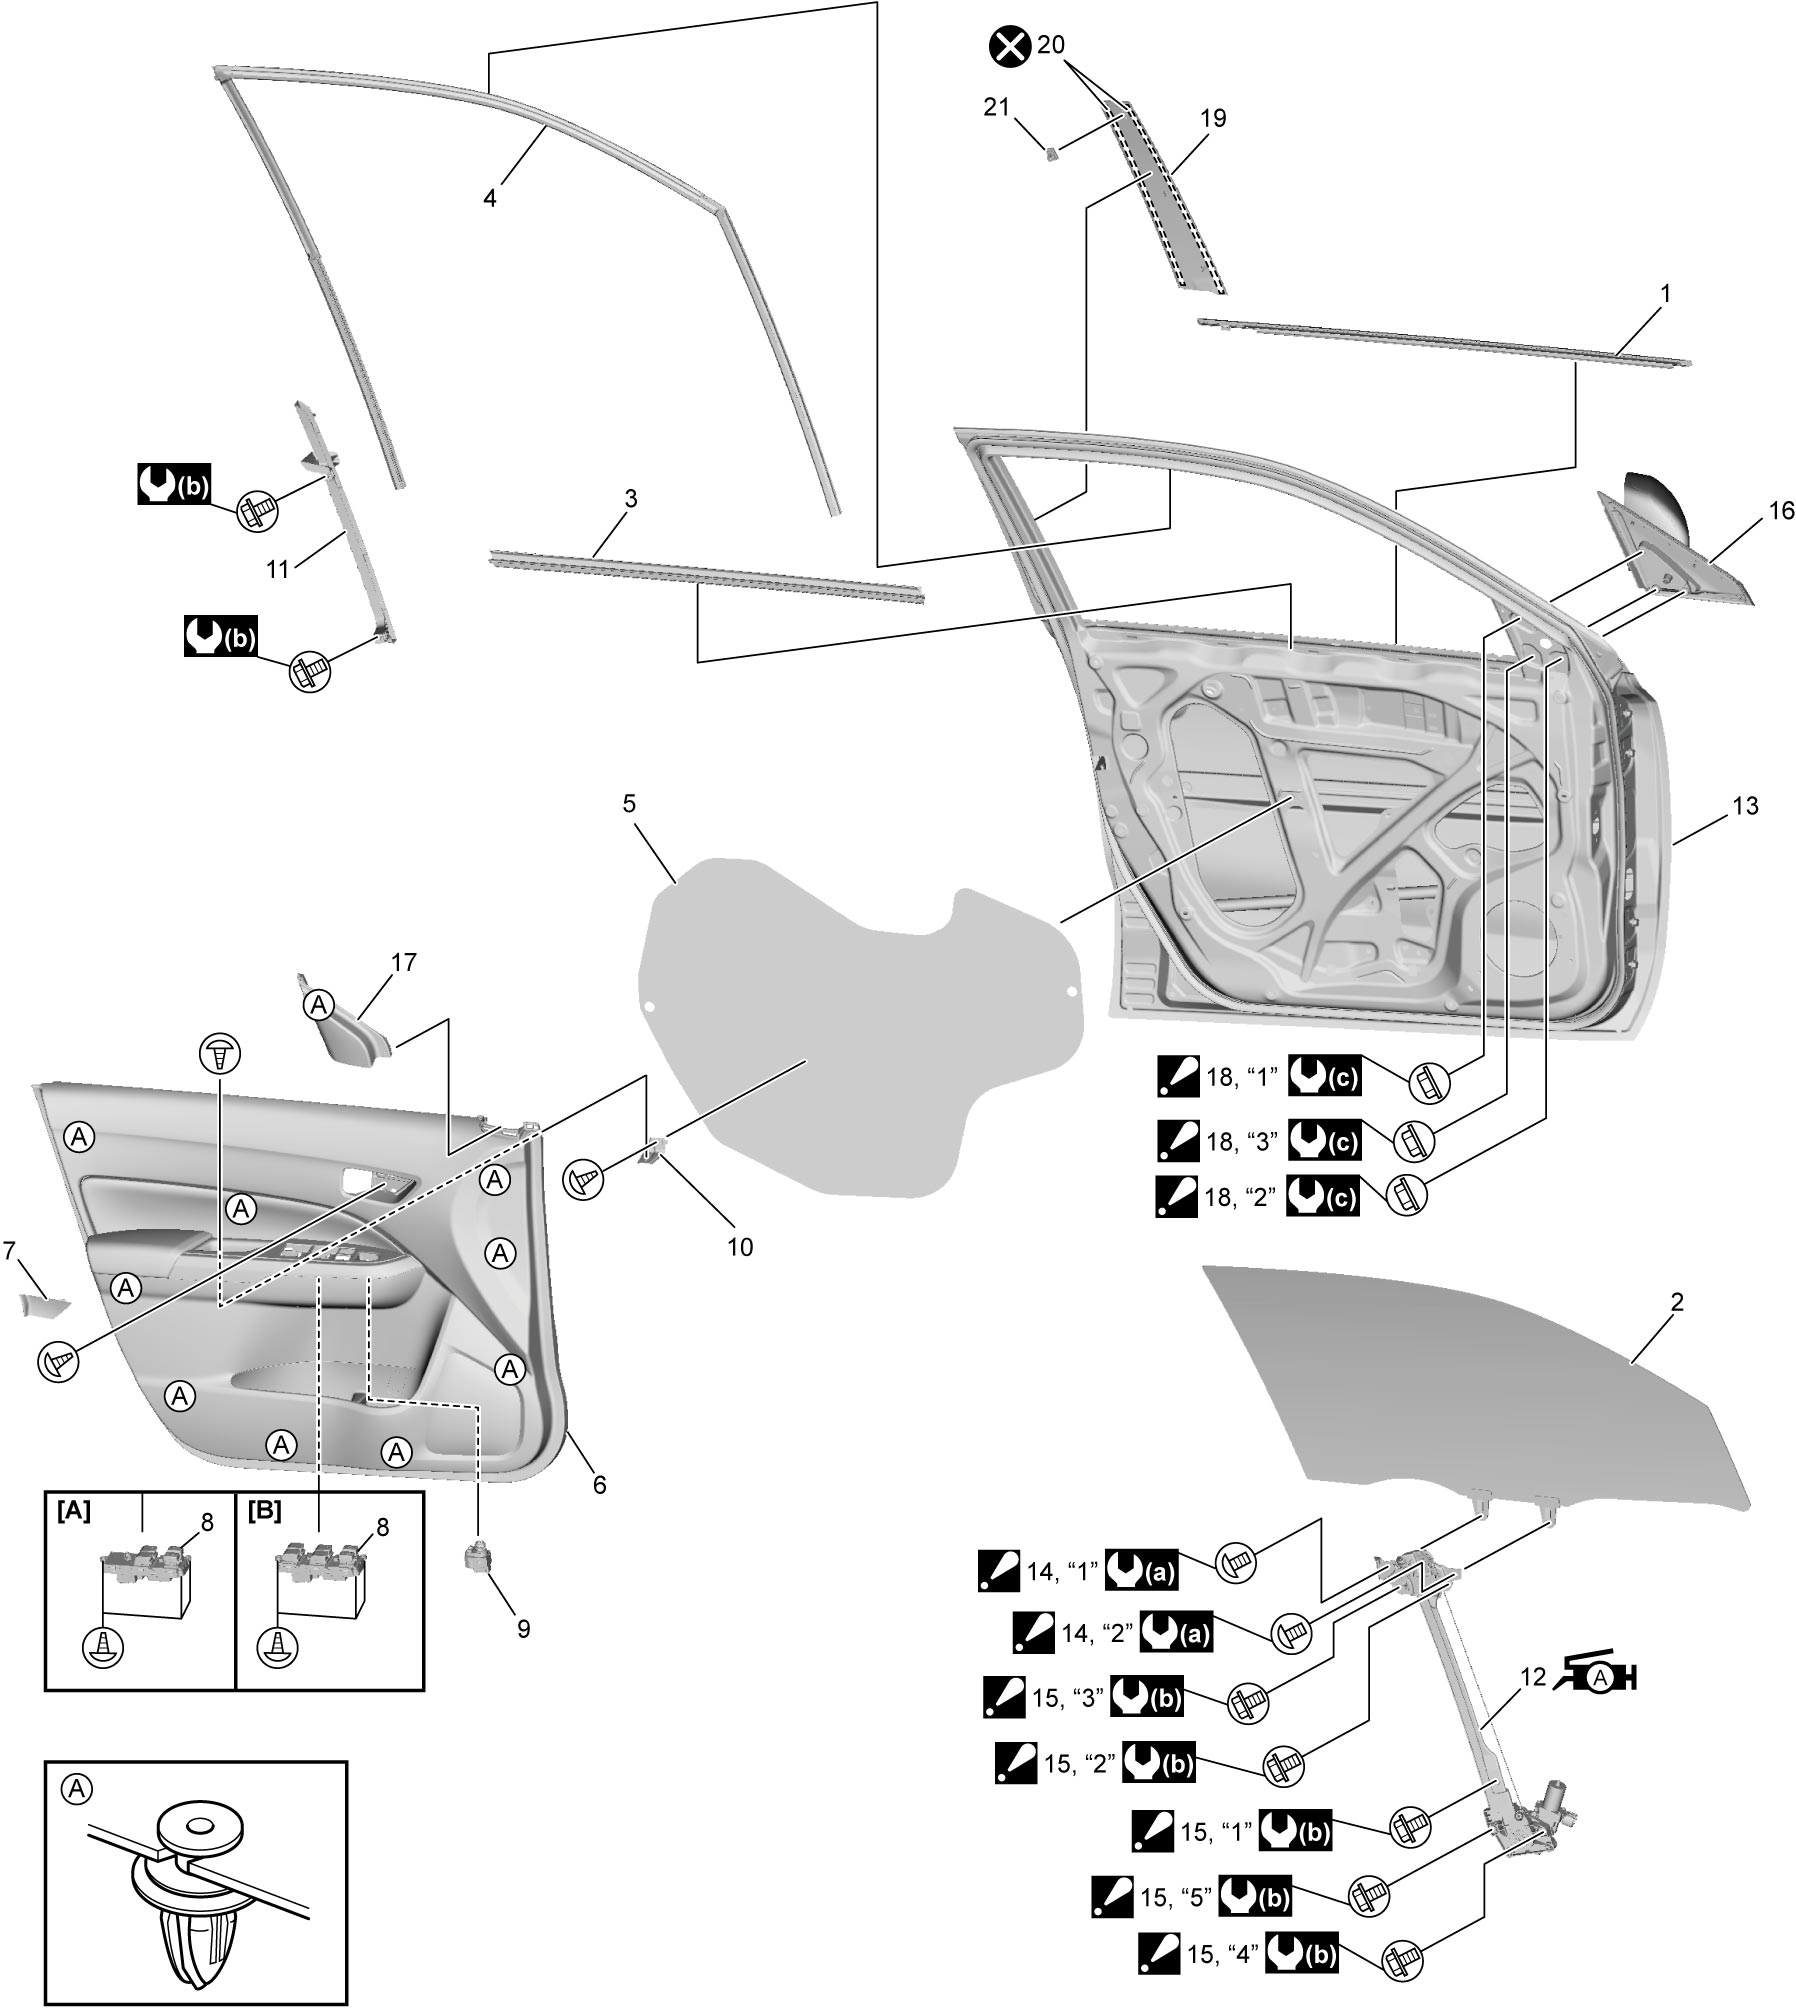 20
21
19
4
1
(b)
3
16
11
(b)
5
13
17
A
18, “1” (c)
A
18, “3” (c)
A
18, “2” (c)
A
10
7
A
A
2
A
A
A
A
6
[A]
8
[B]
8
9
14, “1” (a)
14, “2” (a)
12
A
15, “3” (b)
15, “2” (b)
A
15, “1” (b)
15, “5” (b)
15, “4” (b)